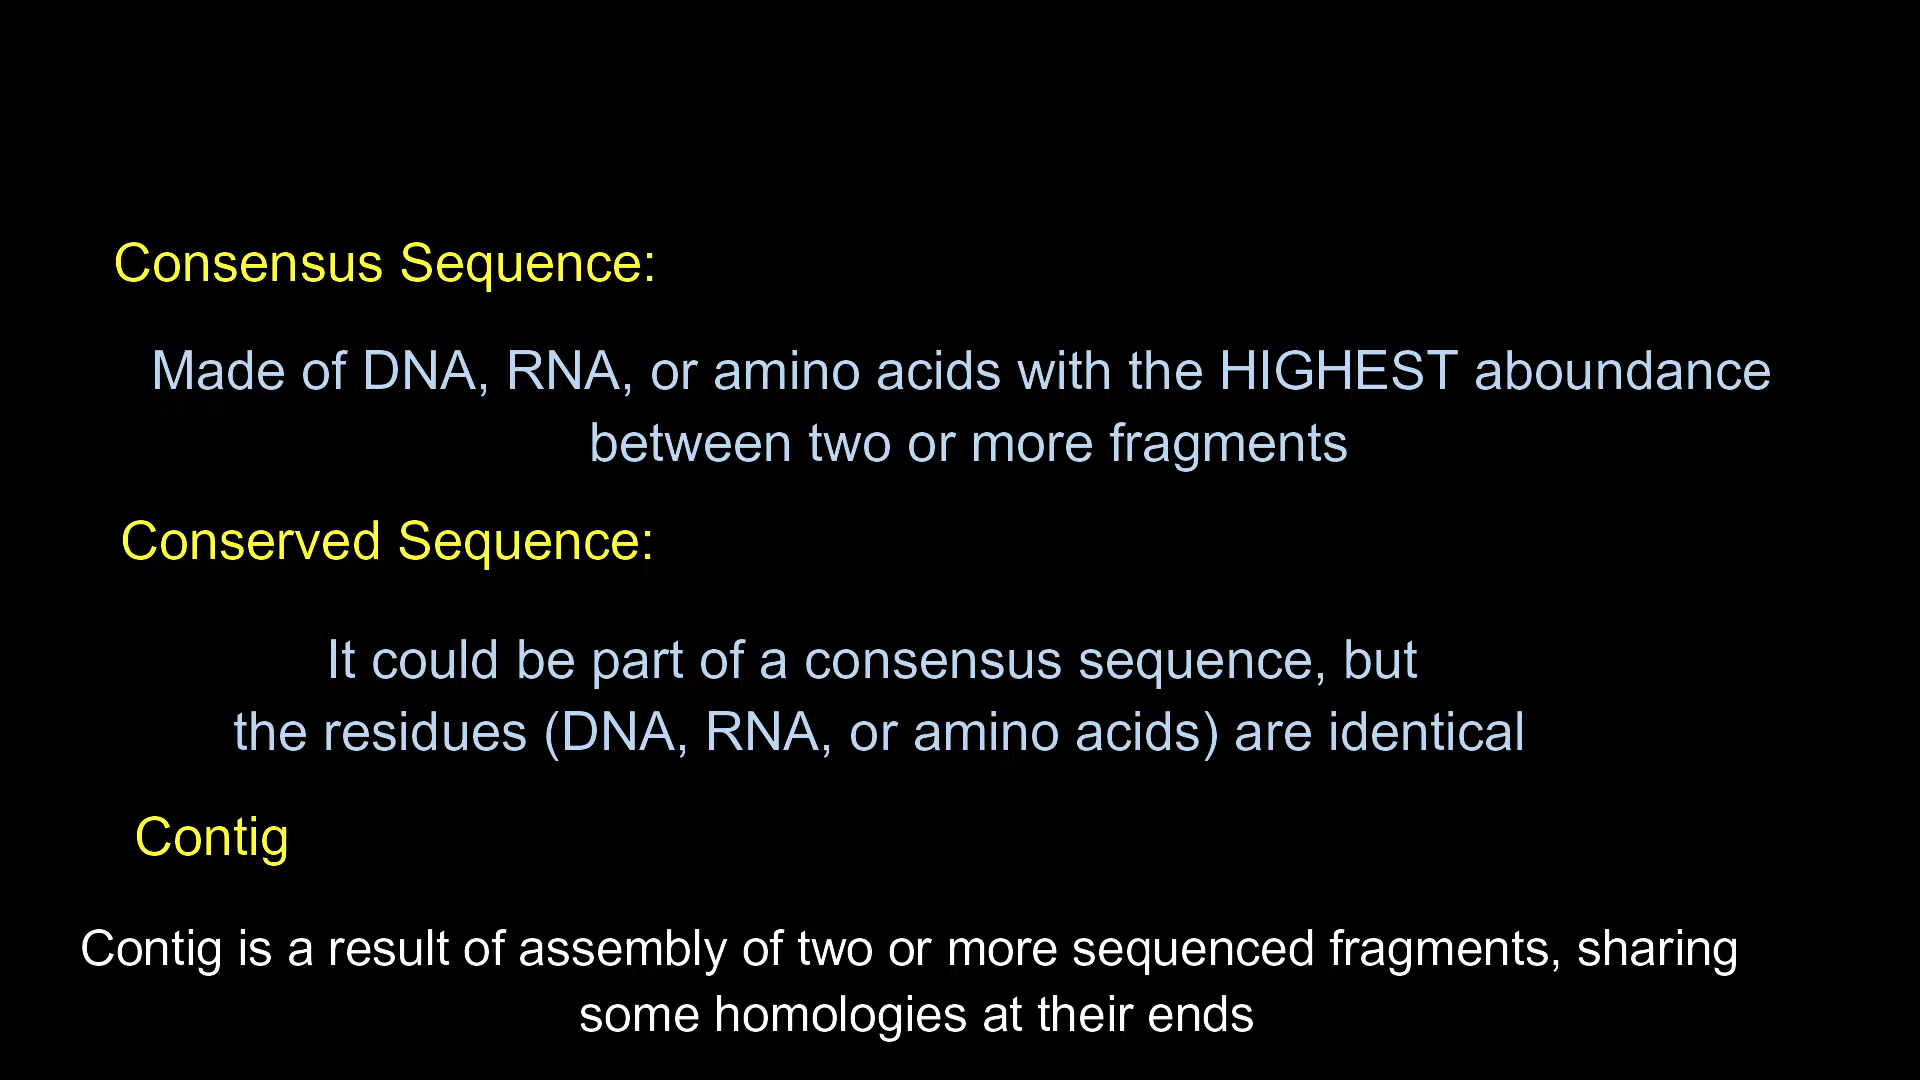 Consensus Sequence:
Made of DNA, RNA, or amino acids with the HIGHEST aboundance
between two or more fragments
Conserved Sequence:
It could be part of a consensus sequence, but
the residues (DNA, RNA, or amino acids) are identical
Contig
Contig is a result of assembly of two or more sequenced fragments, sharing
some homologies at their ends